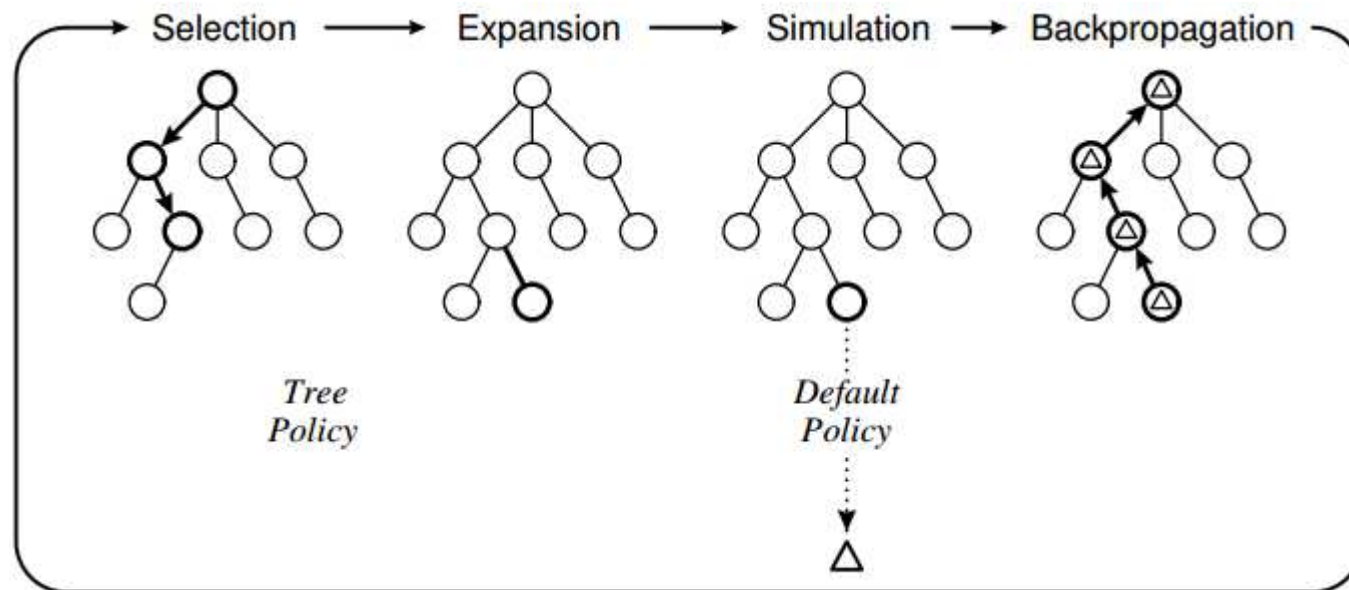 Selection Expansion Simulation Backpropagation
Tree
Policy
Default
Policy